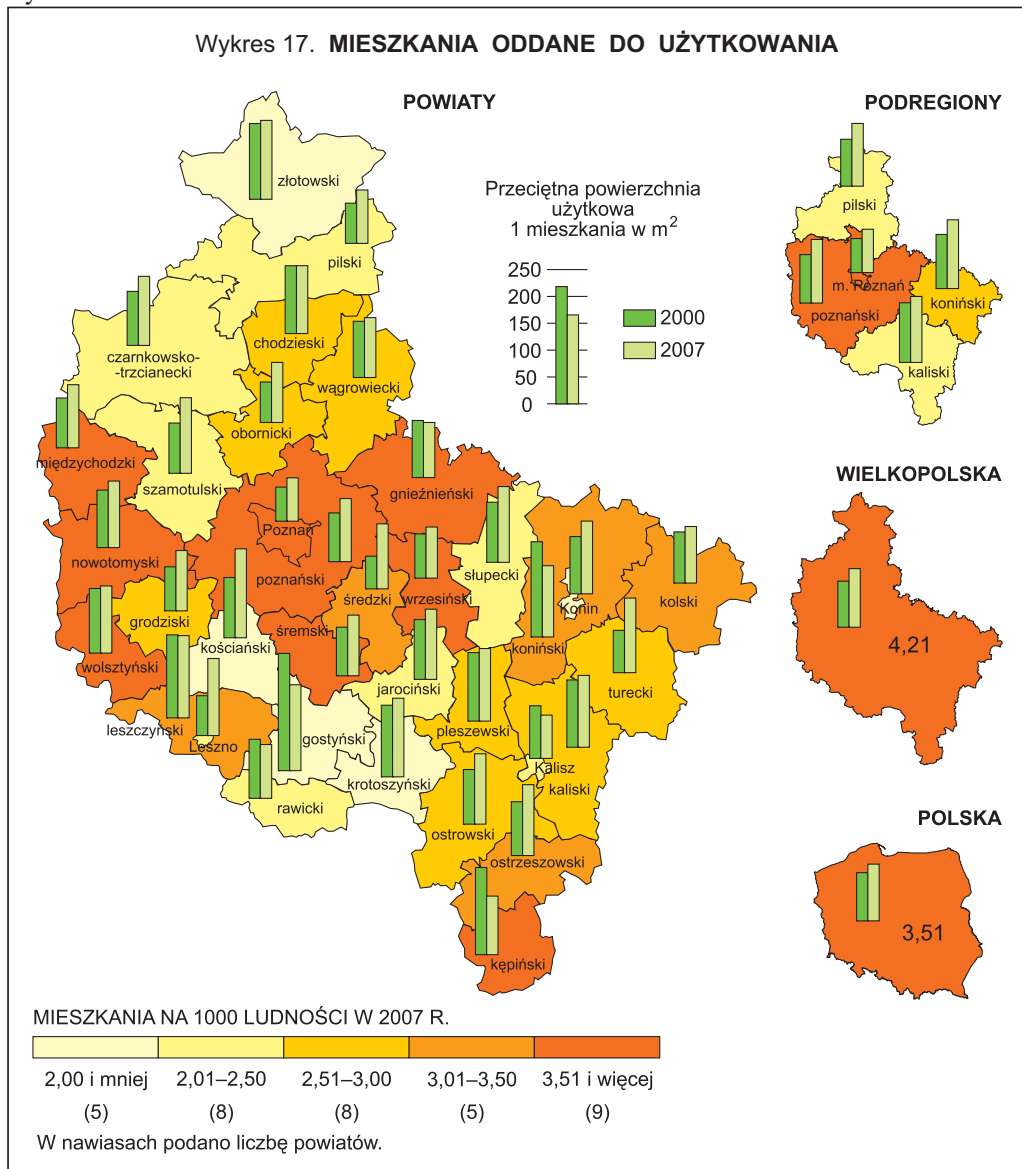 Wykres 17. MIESZKANIA ODDANE DO UŻYTKOWANIA
POWIATY
PODREGIONY
złotowski
pilski
czarnkowsko-
-trzcianecki
chodzieski
wągrowiecki
obornicki
międzychodzki
szamotulski
gnieźnieński
nowotomyski
Poznań
poznański
słupecki
średzki
wrzesiński
Konin
kolski
grodziski
kościański
śremski
koniński
wolsztyński
jarociński
turecki
leszczyński
Leszno
gostyński
pleszewski
krotoszyński
Kalisz
kaliski
rawicki
ostrowski
ostrzeszowski
kępiński
Przeciętna powierzchnia
użytkowa
1 mieszkania w m²
250
200
150
100
50
0
2000
2007
pilski
m. Poznań
poznański
koniński
kaliski
WIELKOPOLSKA
4,21
POLSKA
3,51
MIESZKANIA NA 1000 LUDNOŚCI W 2007 R.
2,00 i mniej 2,01–2,50 2,51–3,00 3,01–3,50 3,51 i więcej
(5) (8) (8) (5) (9)
W nawiasach podano liczbę powiatów.